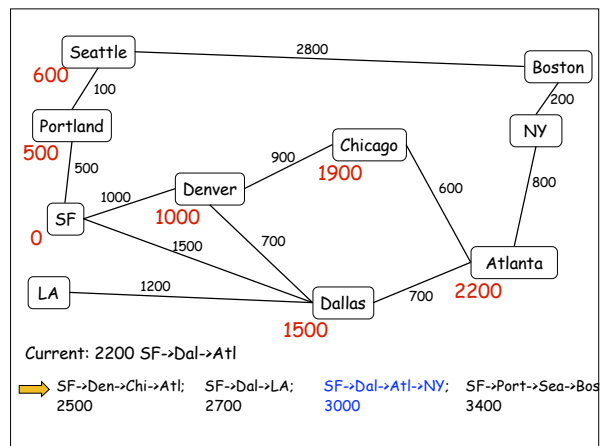 Seattle
2800
Boston
600
100
200
Portland
NY
500
500
900
Chicago
1900
1000
Denver
600
800
SF
1000
0
1500
700
Atlanta
LA
1200
Dallas
700
2200
1500
Current: 2200 SF->Dal->Atl
SF->Den->Chi->Atl; SF->Dal->LA; SF->Dal->Atl->NY; SF->Port->Sea->Bos
2500 2700 3000 3400